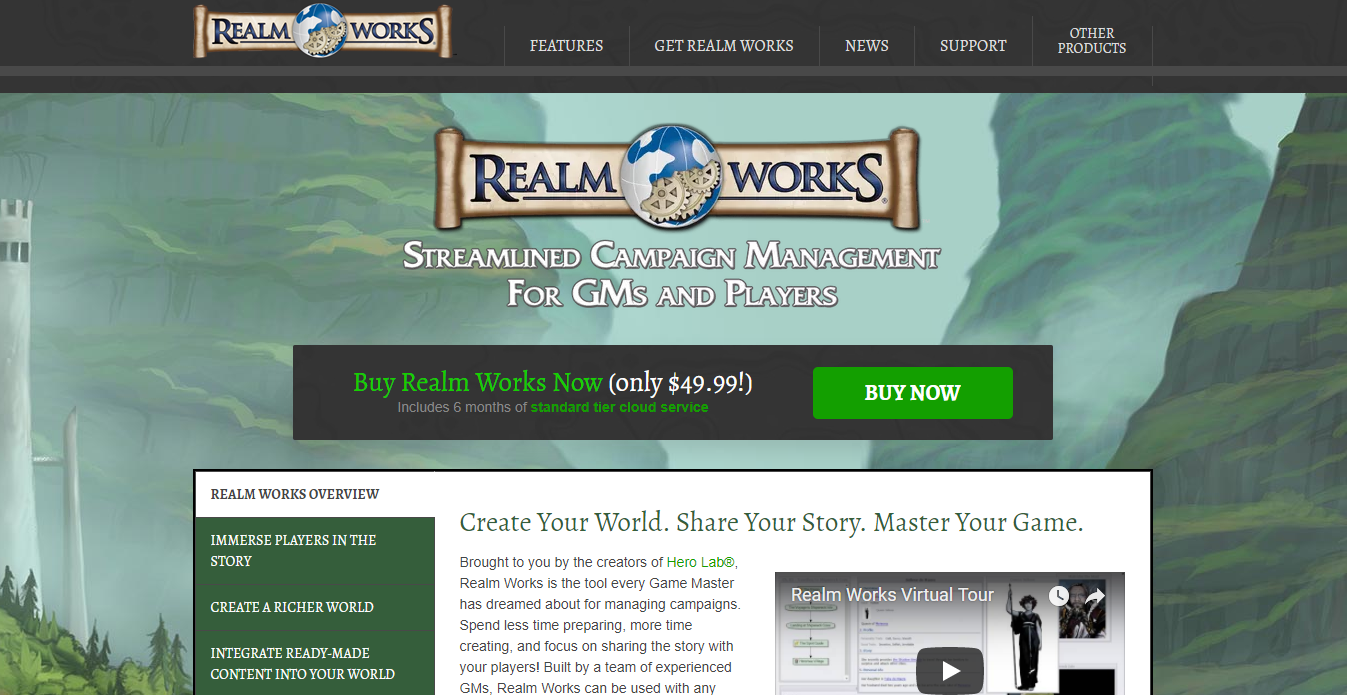 REALM WORKS
FEATURES
GET REALM WORKS
NEWS
SUPPORT
OTHER
PRODUCTS
REALM WORKS®
STREAMLINED CAMPAIGN MANAGEMENT
FOR GMS AND PLAYERS
Buy Realm Works Now (only $49.99!)
Includes 6 months of standard tier cloud service
BUY NOW
REALM WORKS OVERVIEW
IMMERSE PLAYERS IN THE
STORY
CREATE A RICHER WORLD
INTEGRATE READY-MADE
CONTENT INTO YOUR WORLD
Create Your World. Share Your Story. Master Your Game.
Brought to you by the creators of Hero Lab®,
Realm Works is the tool every Game Master
has dreamed about for managing campaigns.
Spend less time preparing, more time
creating, and focus on sharing the story with
your players! Built by a team of experienced
GMs, Realm Works can be used with any
Realm Works Virtual Tour